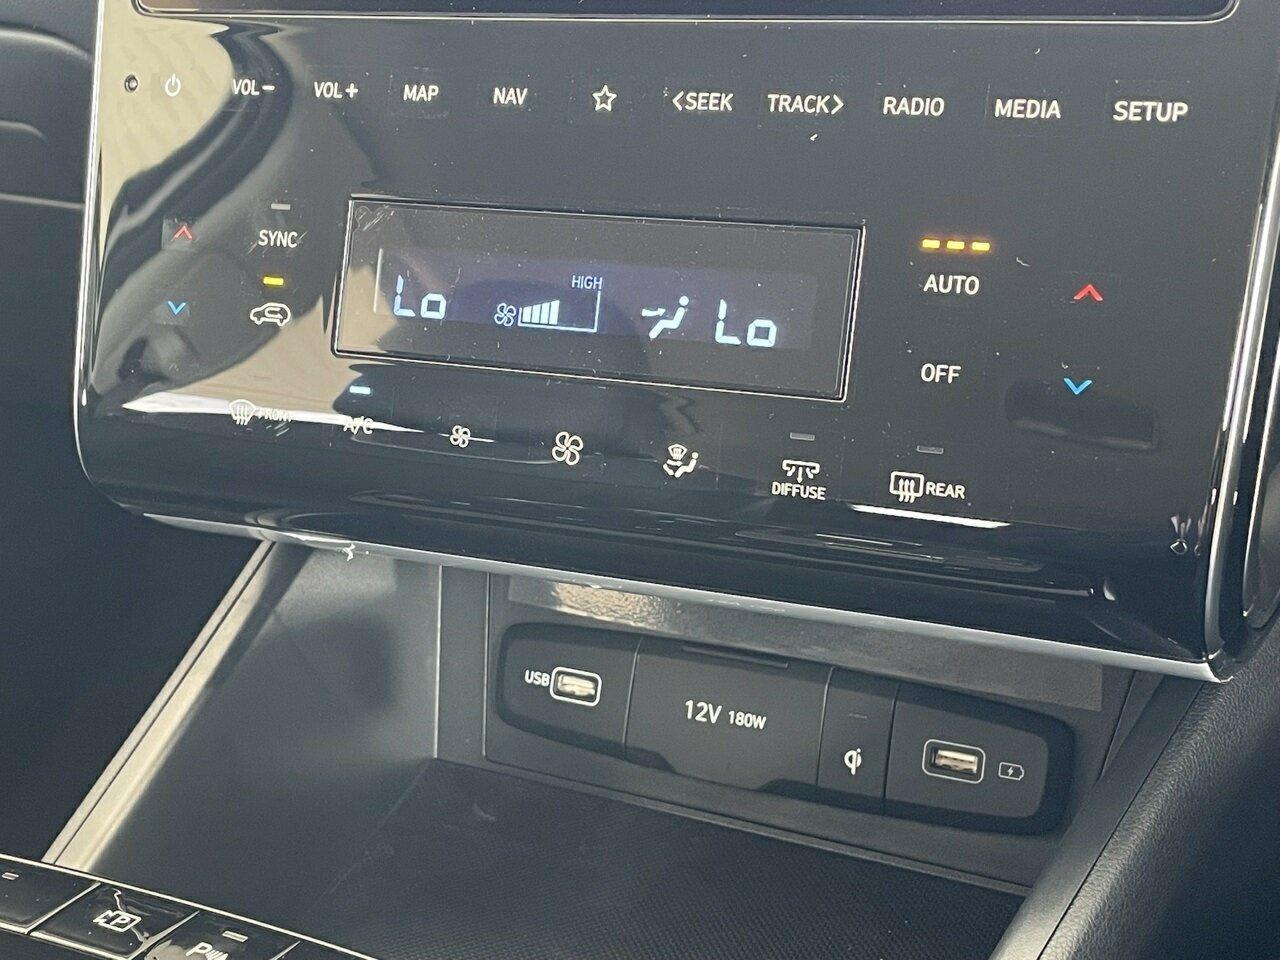 VOL- VOL+ MAP NAV <SEEK TRACK> RADIO MEDIA SETUP
SYNC
HIGH
Lo Lo
AUTO
OFF
FRONT A/C
DIFFUSE REAR
USB 12V 180W
P
P